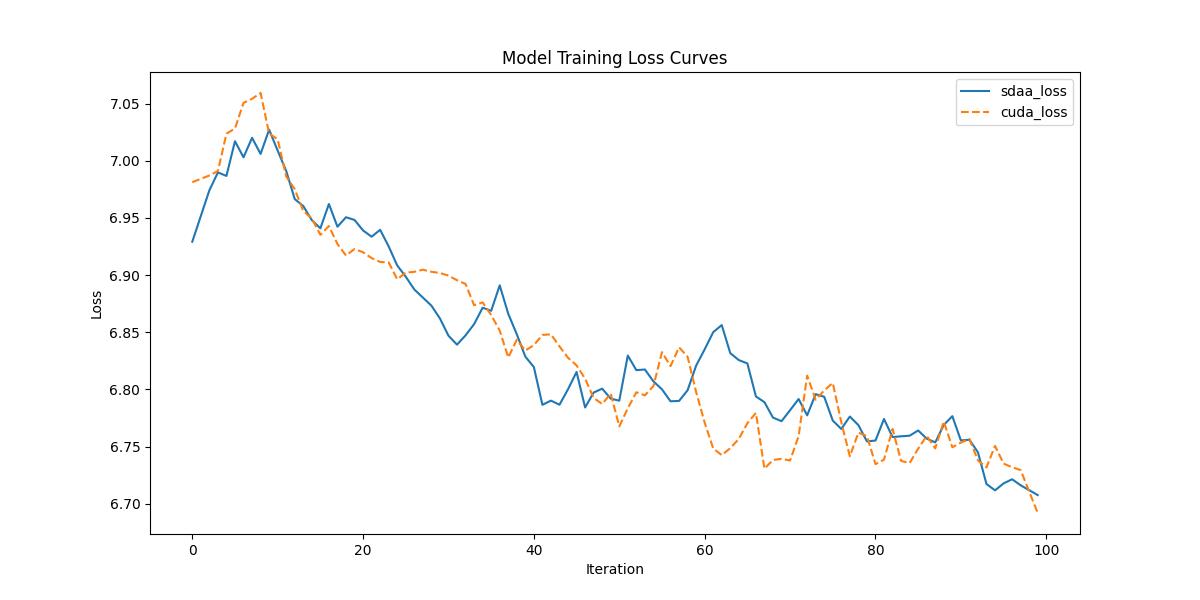 Model Training Loss Curves
sdaa_loss
cuda_loss
7.05
7.00
6.95
6.90
6.85
6.80
6.75
6.70
Loss
0 20 40 60 80 100
Iteration